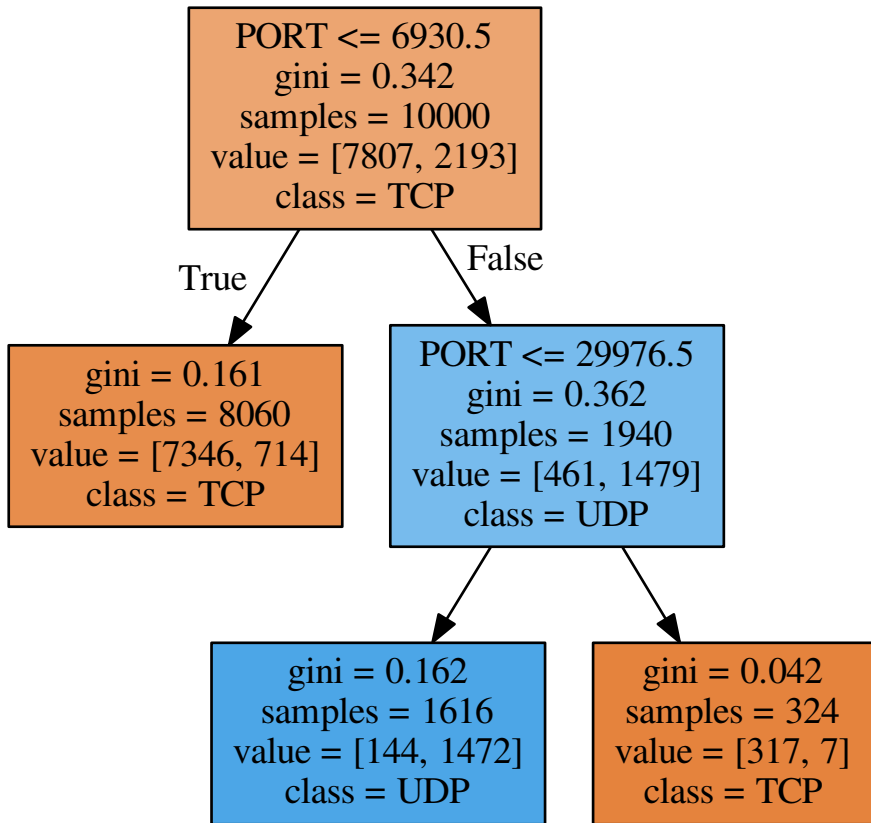 PORT <= 6930.5
gini = 0.342
samples = 10000
value = [7807, 2193]
class = TCP
True
False
gini = 0.161
samples = 8060
value = [7346, 714]
class = TCP
PORT <= 29976.5
gini = 0.362
samples = 1940
value = [461, 1479]
class = UDP
gini = 0.162
samples = 1616
value = [144, 1472]
class = UDP
gini = 0.042
samples = 324
value = [317, 7]
class = TCP